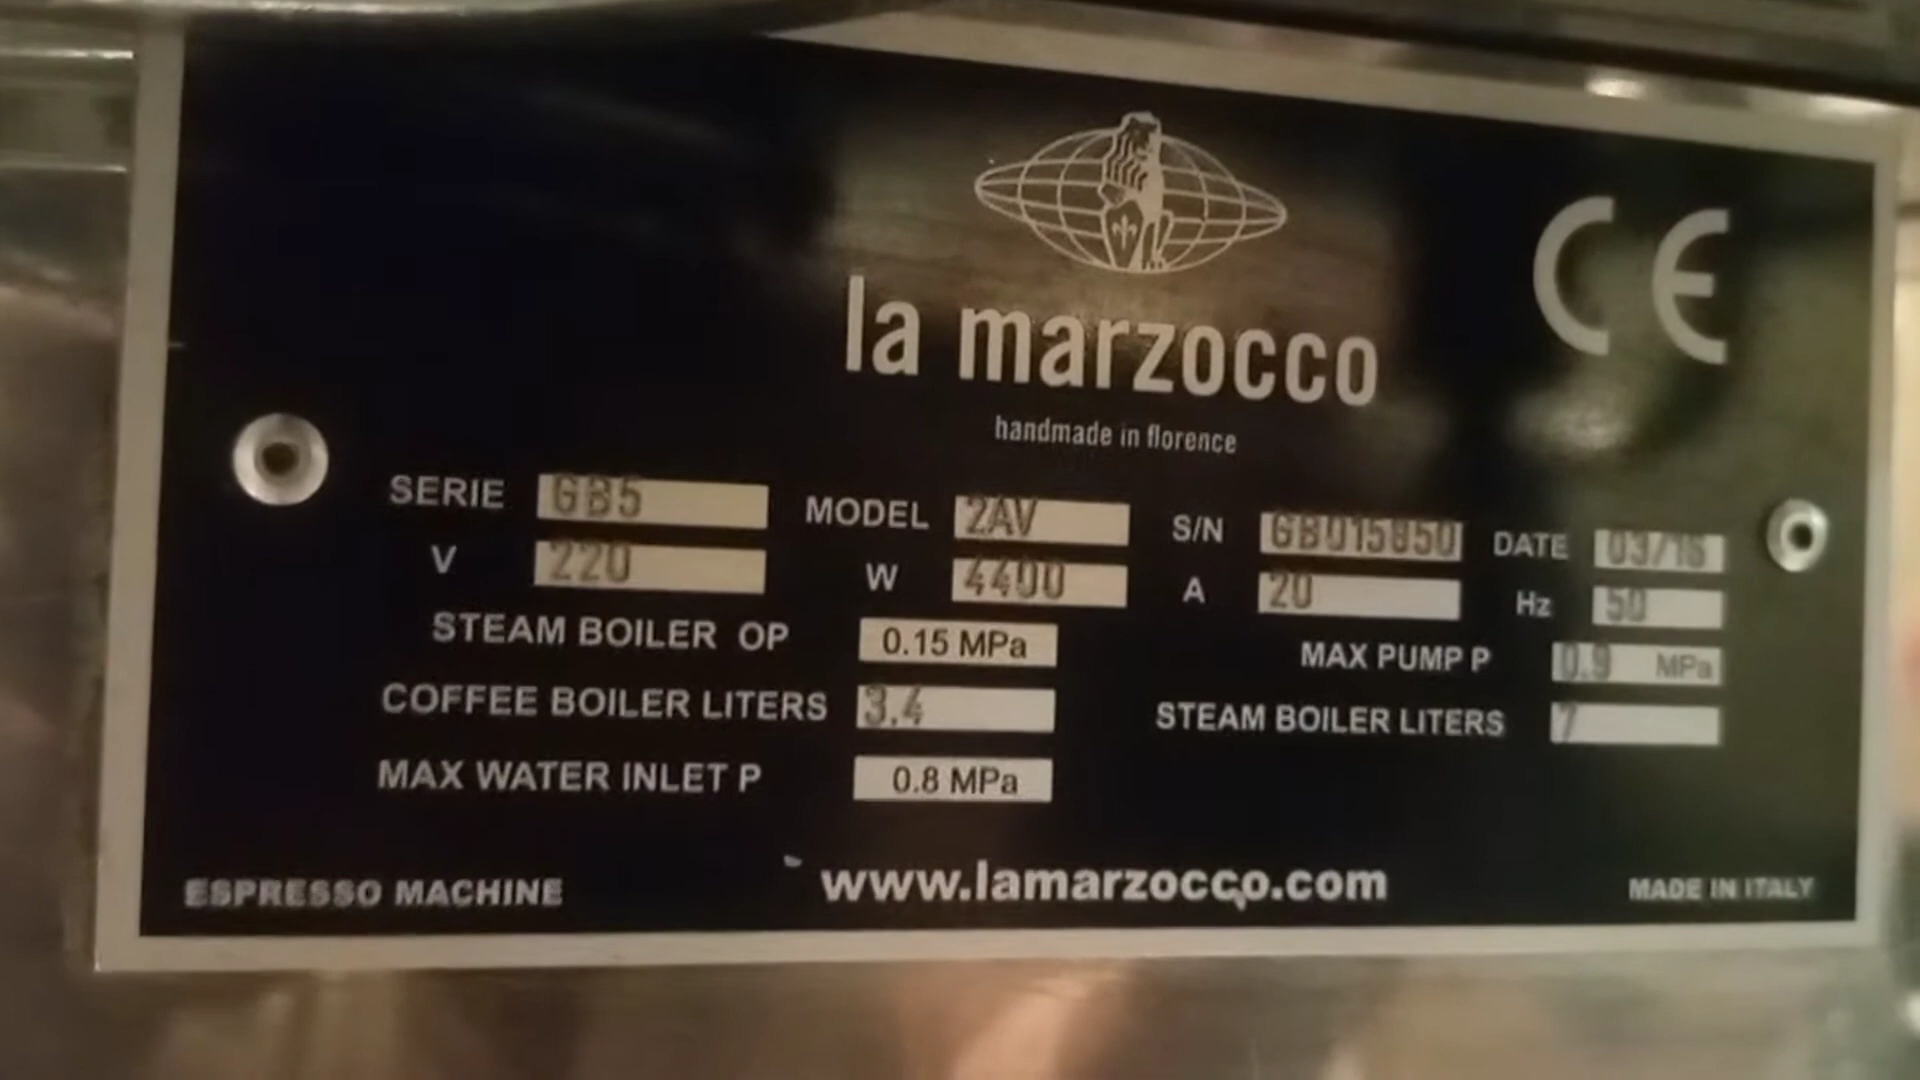 CE
la marzocco
handmade in florence
SERIE GB5 MODEL 2AV S/N GB015850 DATE 03/16
V 220 W 4400 A 20 Hz 50
STEAM BOILER OP 0.15 MPa MAX PUMP P 0.9 MPa
COFFEE BOILER LITERS 3.4 STEAM BOILER LITERS 7
MAX WATER INLET P 0.8 MPa
ESPRESSO MACHINE www.lamarzocco.com MADE IN ITALY